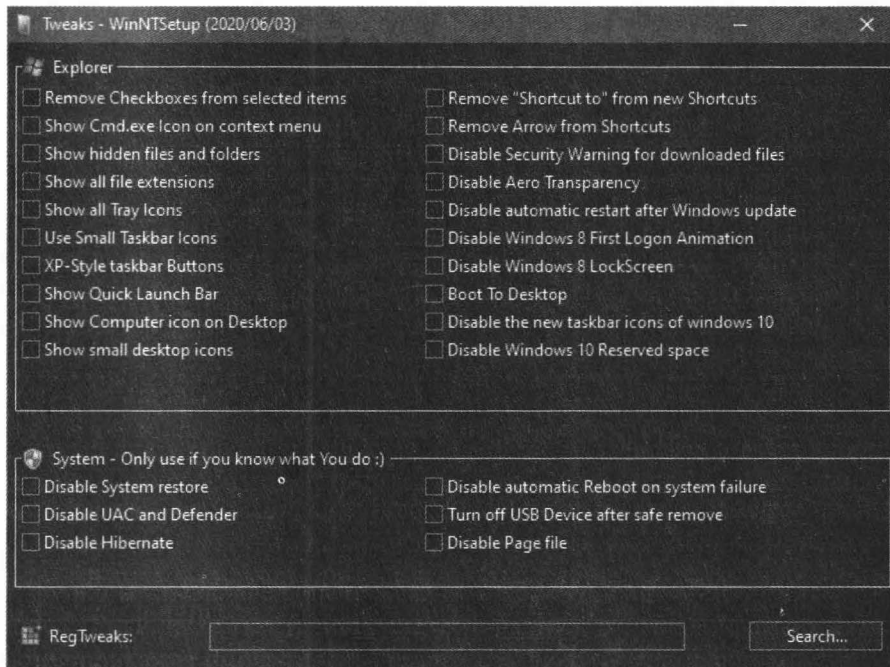 Tweaks - WinNTSetup (2020/06/03)
Explorer
Remove Checkboxes from selected items
Show Cmd.exe Icon on context menu
Show hidden files and folders
Show all file extensions
Show all Tray Icons
Use Small Taskbar Icons
XP-Style taskbar Buttons
Show Quick Launch Bar
Show Computer icon on Desktop
Show small desktop icons
Remove "Shortcut to" from new Shortcuts
Remove Arrow from Shortcuts
Disable Security Warning for downloaded files
Disable Aero Transparency
Disable automatic restart after Windows update
Disable Windows 8 First Logon Animation
Disable Windows 8 LockScreen
Boot To Desktop
Disable the new taskbar icons of windows 10
Disable Windows 10 Reserved space
System - Only use if you know what You do :)
Disable System restore
Disable UAC and Defender
Disable Hibernate
Disable automatic Reboot on system failure
Turn off USB Device after safe remove
Disable Page file
RegTweaks:
Search...